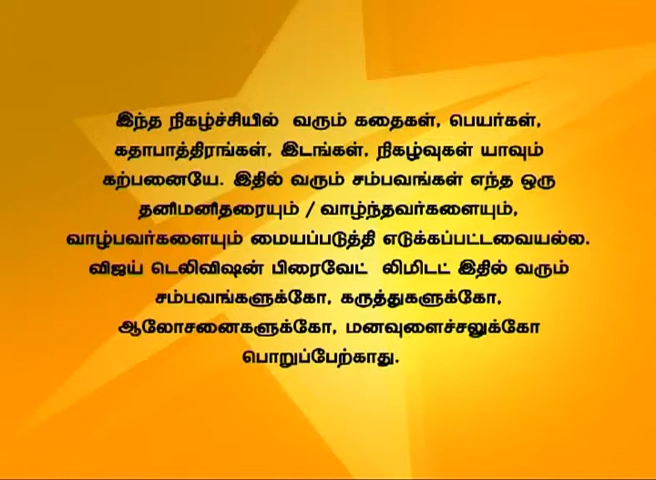 இந்த நிகழ்ச்சியில் வரும் கதைகள், பெயர்கள்,
கதாபாத்திரங்கள், இடங்கள், நிகழ்வுகள் யாவும்
கற்பனையே. இதில் வரும் சம்பவங்கள் எந்த ஒரு
தனிமனிதரையும் / வாழ்ந்தவர்களையும்,
வாழ்பவர்களையும் மையப்படுத்தி எடுக்கப்பட்டவையல்ல.
விஜய் டெலிவிஷன் பிரைவேட் லிமிடட் இதில் வரும்
சம்பவங்களுக்கோ, கருத்துகளுக்கோ,
ஆலோசனைகளுக்கோ, மனவுளைச்சலுக்கோ
பொறுப்பேற்காது.